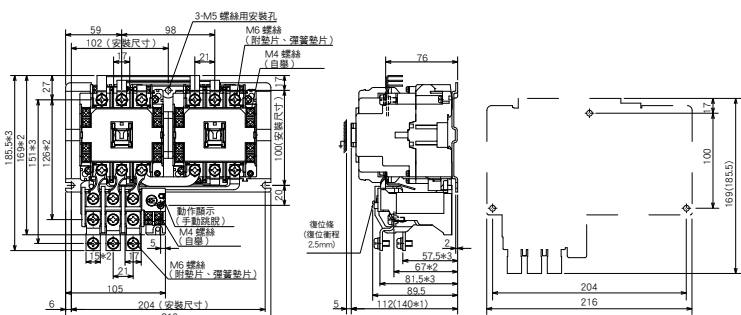 3-M5 螺絲用安裝孔
59
98
102 (安裝尺寸)
M6 螺絲
(附墊片、彈簧墊片)
17
21
M4 螺絲
(自舉)
27
17
185.5*3
169*2
151*3
126*2
100(安裝尺寸)
20
動作顯示
(手動跳脫)
M4 螺絲
(自舉)
5
M6 螺絲
(附墊片、彈簧墊片)
15*2
17
21
105
6
204 (安裝尺寸)
76
復位條
(復位衝程
2.5mm)
2
57.5*3
67*2
81.5*3
89.5
5
112(140*1)
17
100
169(185.5)
204
216